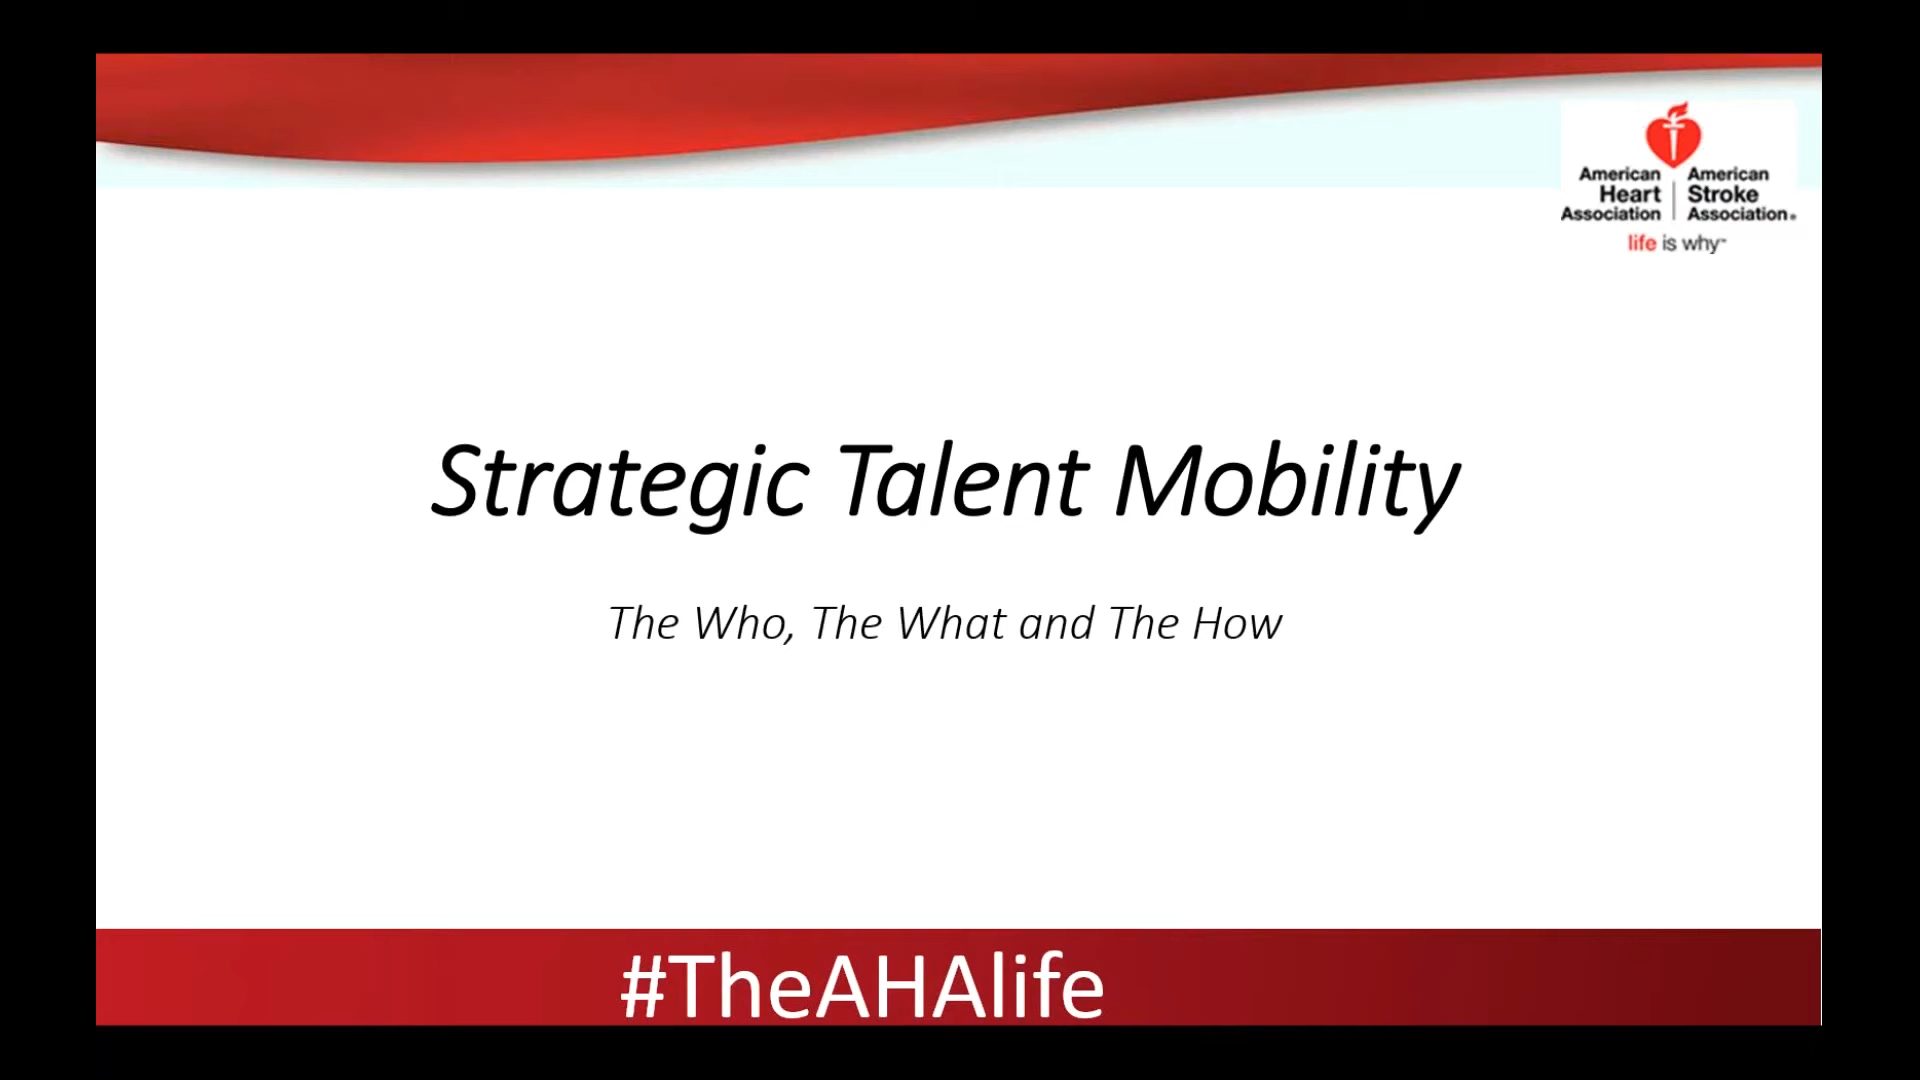 American
Heart
Association
American
Stroke
Association®
life is why™
Strategic Talent Mobility
The Who, The What and The How
#TheAHAlife